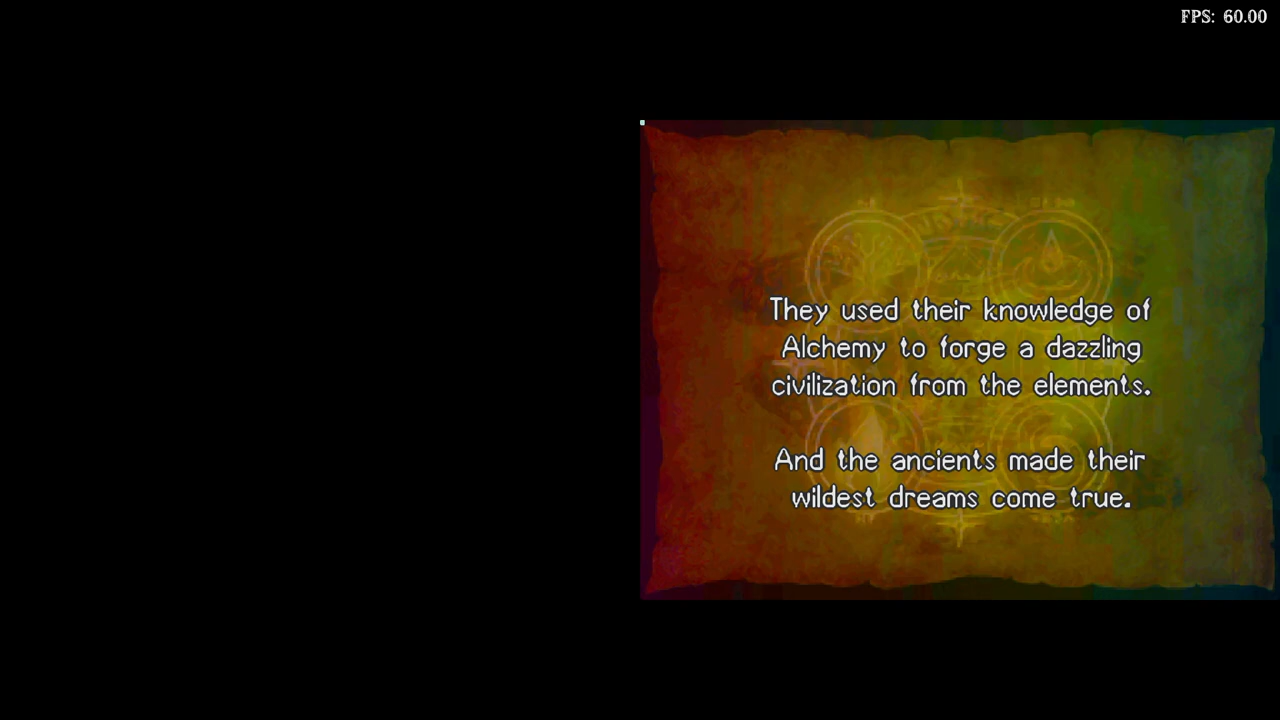 FPS: 60.00
They used their knowledge of
Alchemy to forge a dazzling
civilization from the elements.
And the ancients made their
wildest dreams come true.